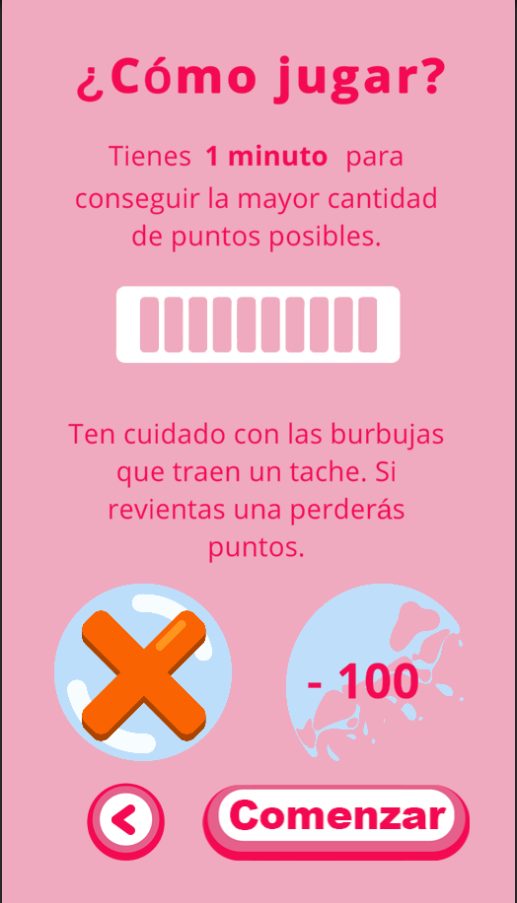 ¿Cómo jugar?
Tienes 1 minuto para
conseguir la mayor cantidad
de puntos posibles.
Ten cuidado con las burbujas
que traen un tache. Si
revientas una perderás
puntos.
- 100
Comenzar